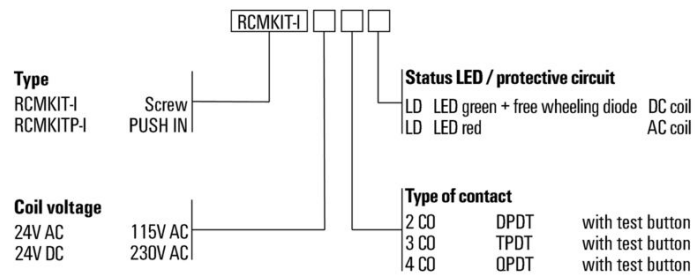 RCMKIT-I
Type
RCMKIT-I Screw
RCMKITP-I PUSH IN
Status LED / protective circuit
LD LED green + free wheeling diode DC coil
LD LED red AC coil
Coil voltage
24V AC 115V AC
24V DC 230V AC
Type of contact
2 CO DPDT with test button
3 CO TPDT with test button
4 CO QPDT with test button